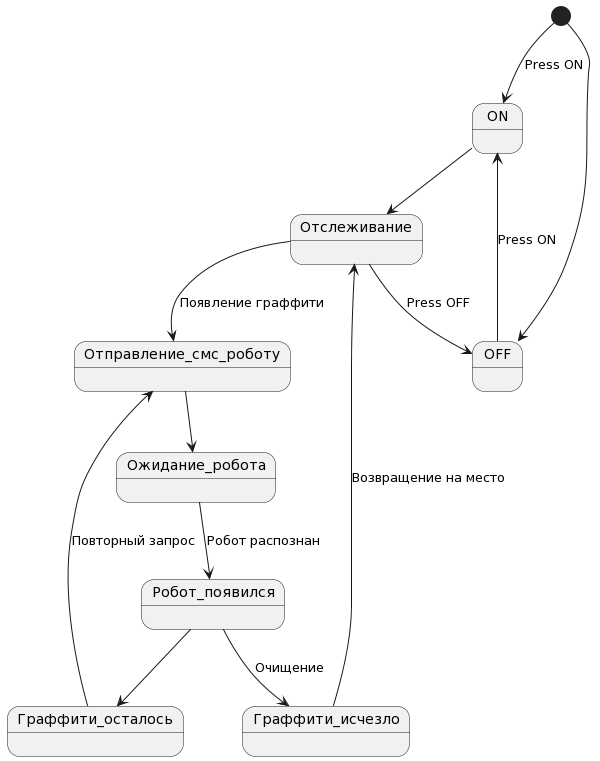 Press ON
ON
Отслеживание
Press ON
Появление граффити
Press OFF
Отправление_смс_роботу
OFF
Ожидание_робота
Возвращение на место
Повторный запрос
Робот распознан
Робот_появился
Очищение
Граффити_осталось
Граффити_исчезло